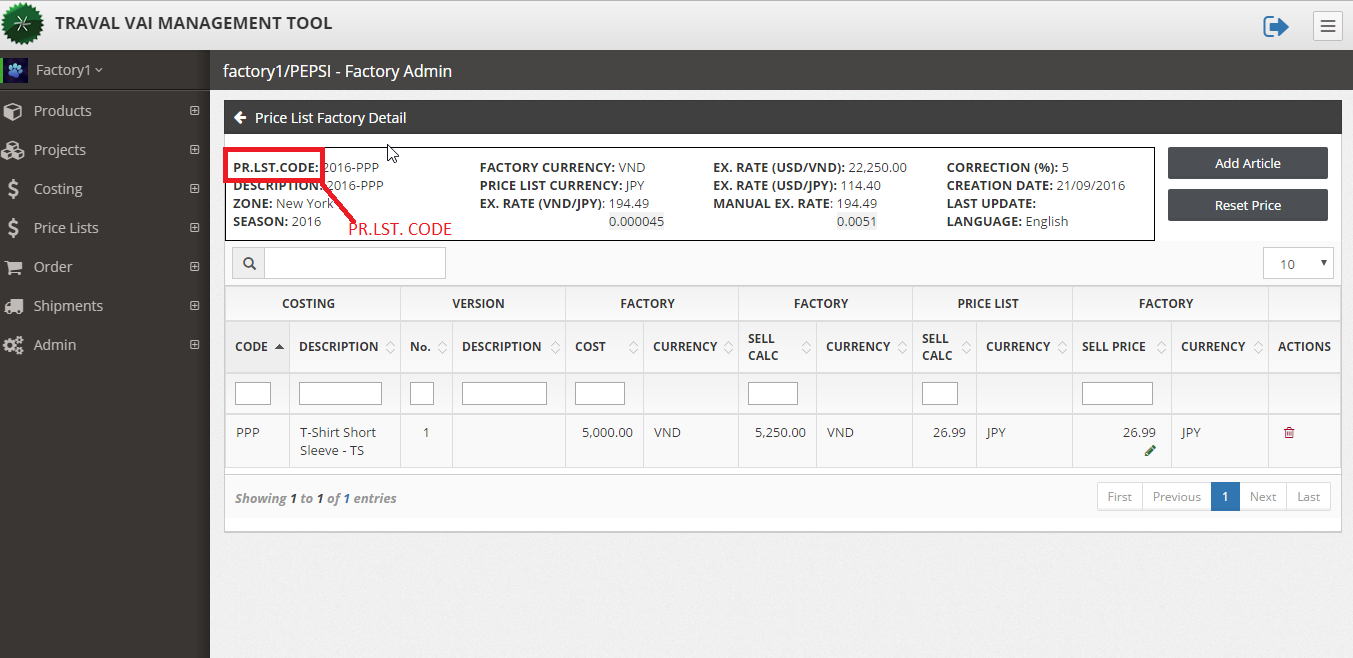 TRAVAL VAI MANAGEMENT TOOL
Factory1
factory1/PEPSI - Factory Admin
Products
Projects
Costing
Price Lists
Order
Shipments
Admin
Price List Factory Detail
PR.LST.CODE: 2016-PPP
DESCRIPTION: 2016-PPP
ZONE: New York
SEASON: 2016
PR.LST. CODE
FACTORY CURRENCY: VND
PRICE LIST CURRENCY: JPY
EX. RATE (VND/JPY): 194.49
0.000045
EX. RATE (USD/VND): 22,250.00
EX. RATE (USD/JPY): 114.40
MANUAL EX. RATE: 194.49
0.0051
CORRECTION (%): 5
CREATION DATE: 21/09/2016
LAST UPDATE:
LANGUAGE: English
Add Article
Reset Price
10
COSTING VERSION FACTORY FACTORY PRICE LIST FACTORY
CODE DESCRIPTION No. DESCRIPTION COST CURRENCY SELL CALC CURRENCY SELL CALC CURRENCY SELL PRICE CURRENCY ACTIONS
PPP T-Shirt Short Sleeve - TS 1 5,000.00 VND 5,250.00 VND 26.99 JPY 26.99 JPY
Showing 1 to 1 of 1 entries
First Previous 1 Next Last